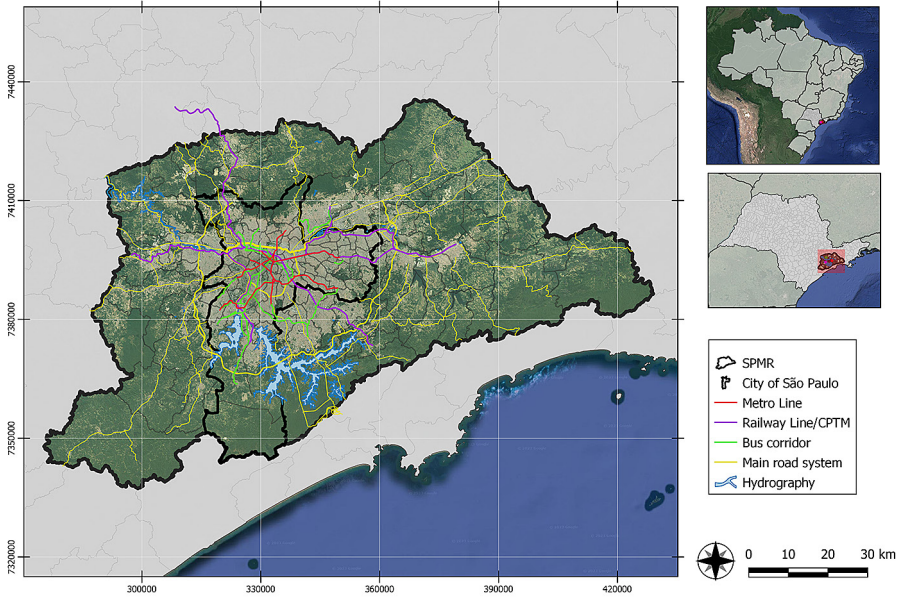 7440000
7410000
7380000
7350000
7320000
300000
330000
360000
390000
420000
SPMR
City of São Paulo
Metro Line
Railway Line/CPTM
Bus corridor
Main road system
Hydrography
0 10 20 30 km